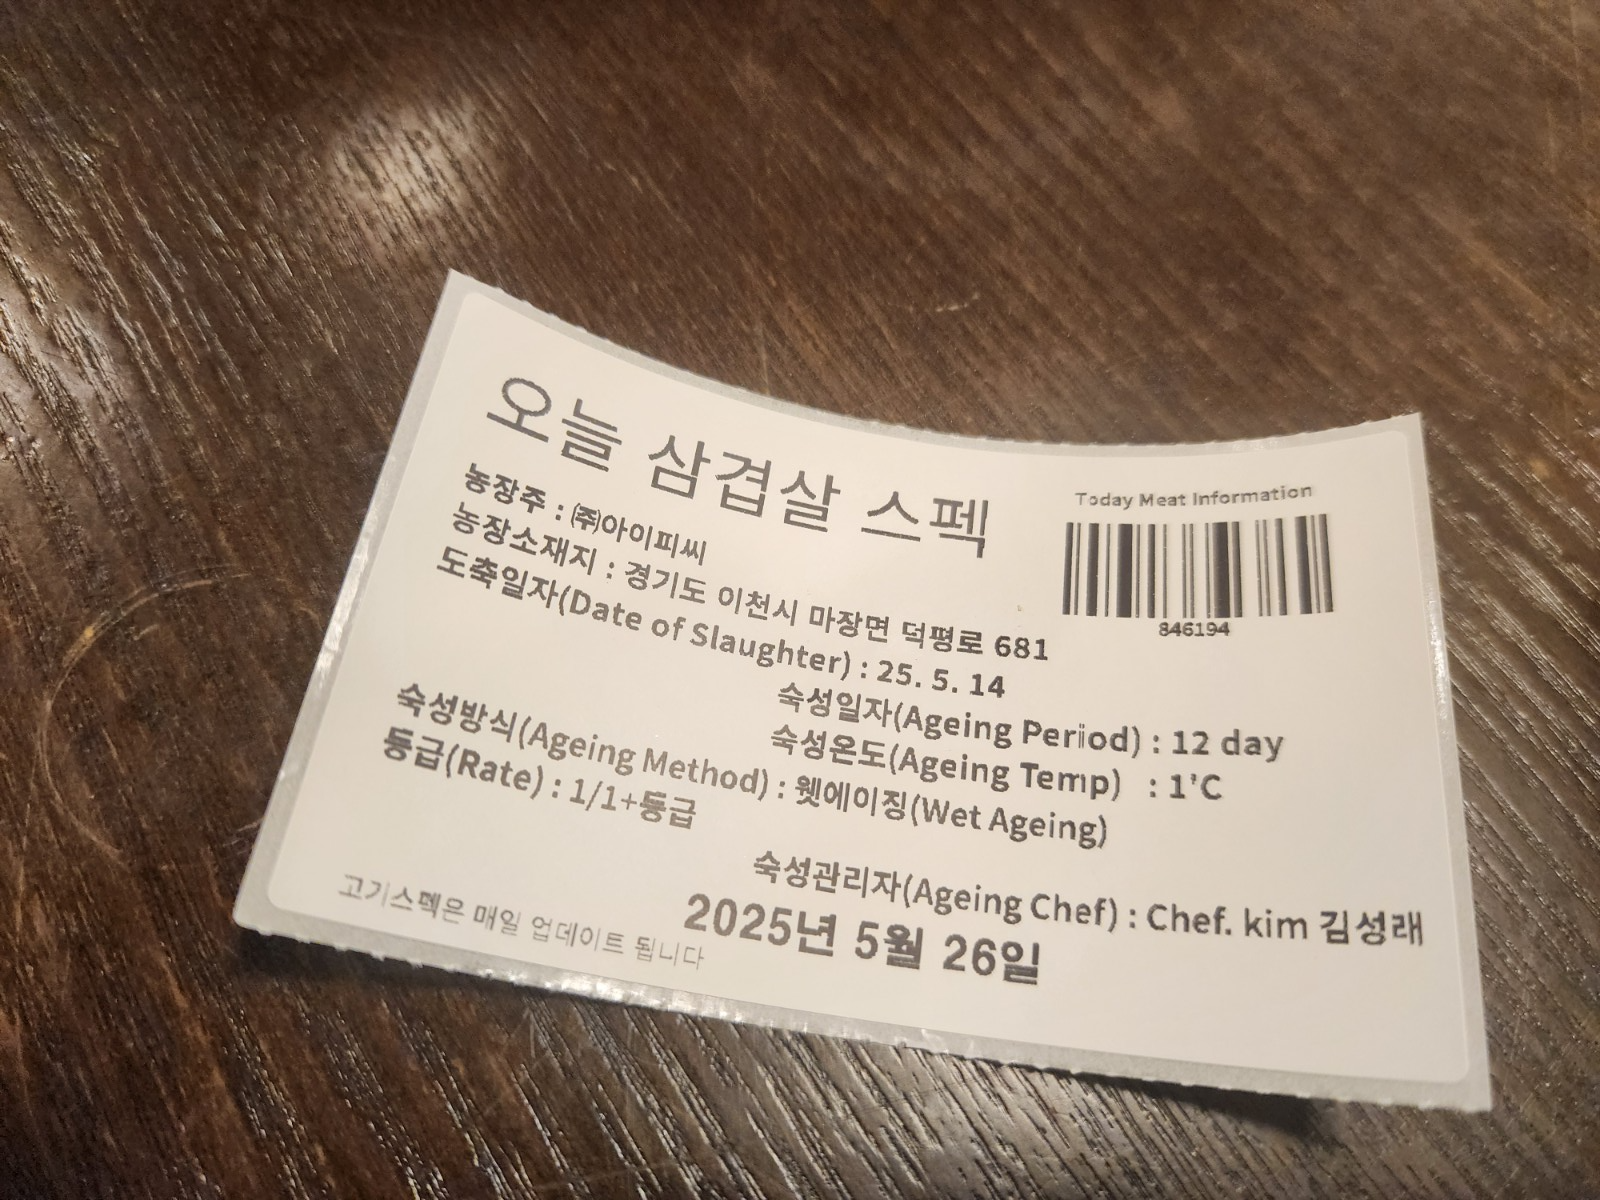 오늘 삼겹살 스펙
Today Meat Information
846194
농장주 : ㈜아이피씨
농장소재지 : 경기도 이천시 마장면 덕평로 681
도축일자(Date of Slaughter) : 25. 5. 14
숙성일자(Ageing Period) : 12 day
숙성온도(Ageing Temp) : 1'C
숙성방식(Ageing Method) : 웻에이징(Wet Ageing)
등급(Rate) : 1/1+등급
숙성관리자(Ageing Chef) : Chef. kim 김성래
2025년 5월 26일
고기스펙은 매일 업데이트 됩니다